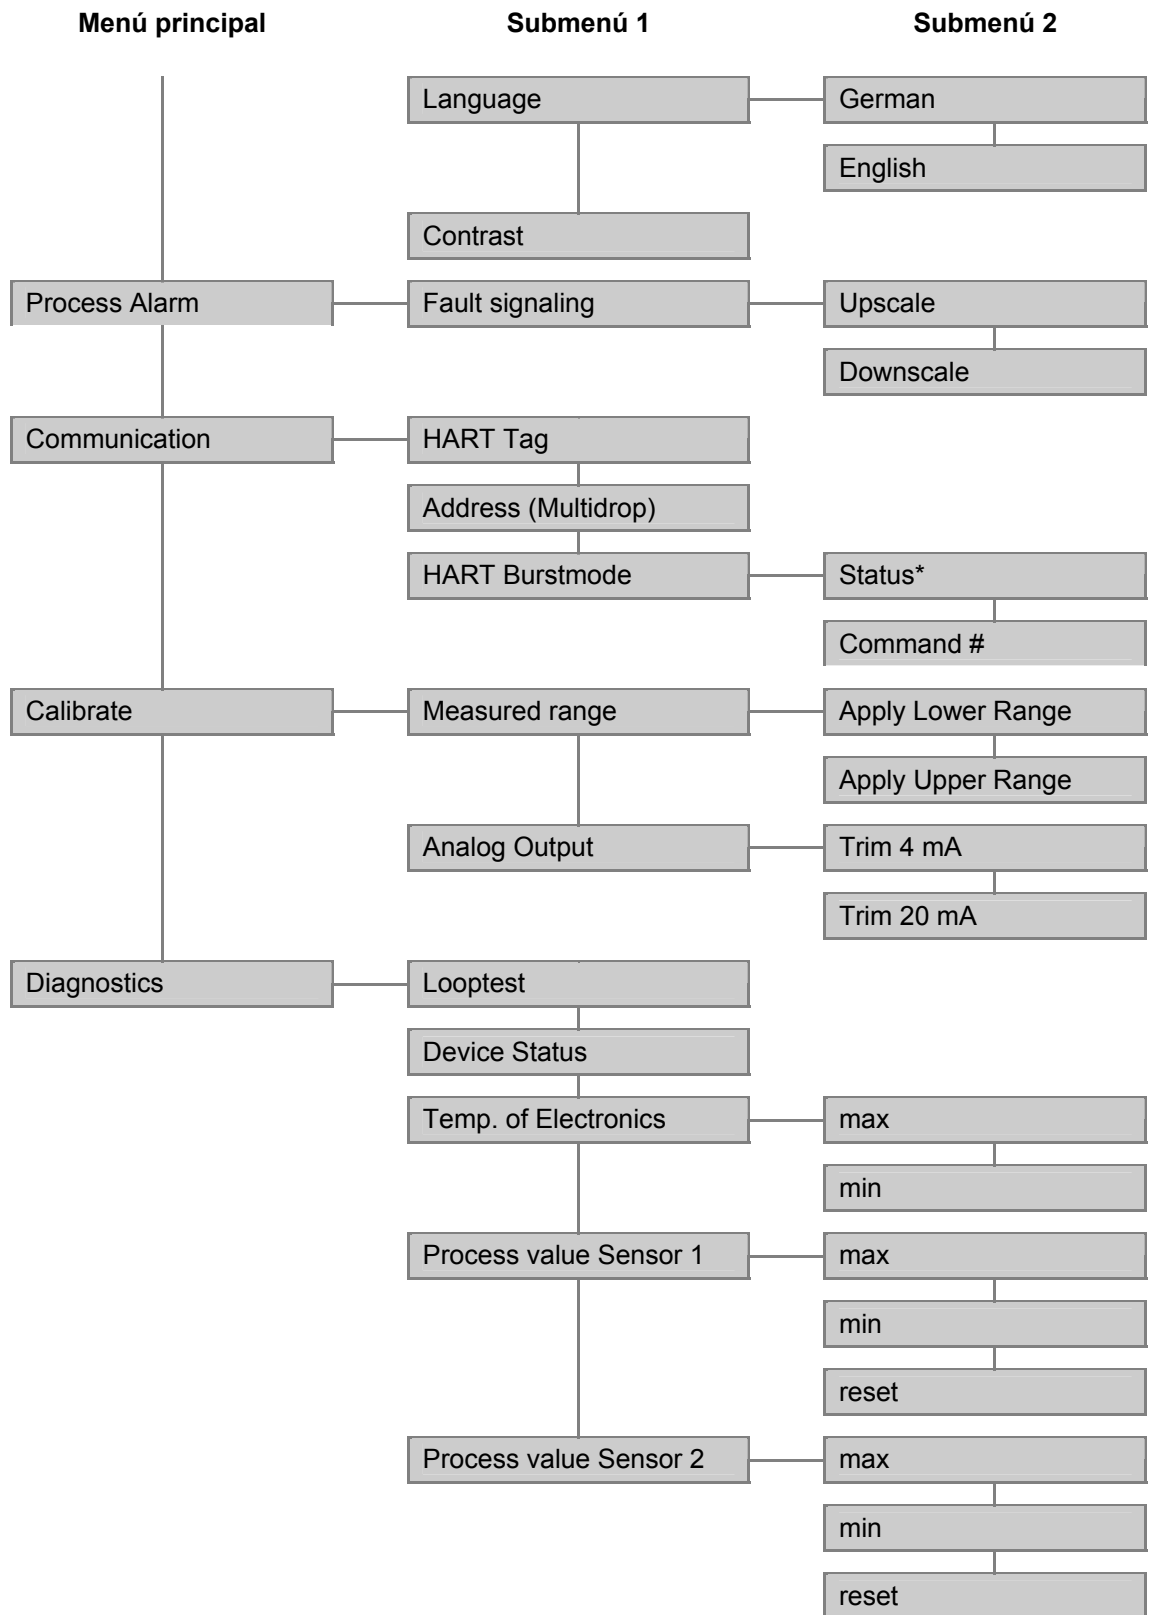 Menú principal
Submenú 1
Submenú 2
Language
German
English
Contrast
Process Alarm
Fault signaling
Upscale
Downscale
Communication
HART Tag
Address (Multidrop)
HART Burstmode
Status*
Command #
Calibrate
Measured range
Apply Lower Range
Apply Upper Range
Analog Output
Trim 4 mA
Trim 20 mA
Diagnostics
Looptest
Device Status
Temp. of Electronics
max
min
Process value Sensor 1
max
min
reset
Process value Sensor 2
max
min
reset